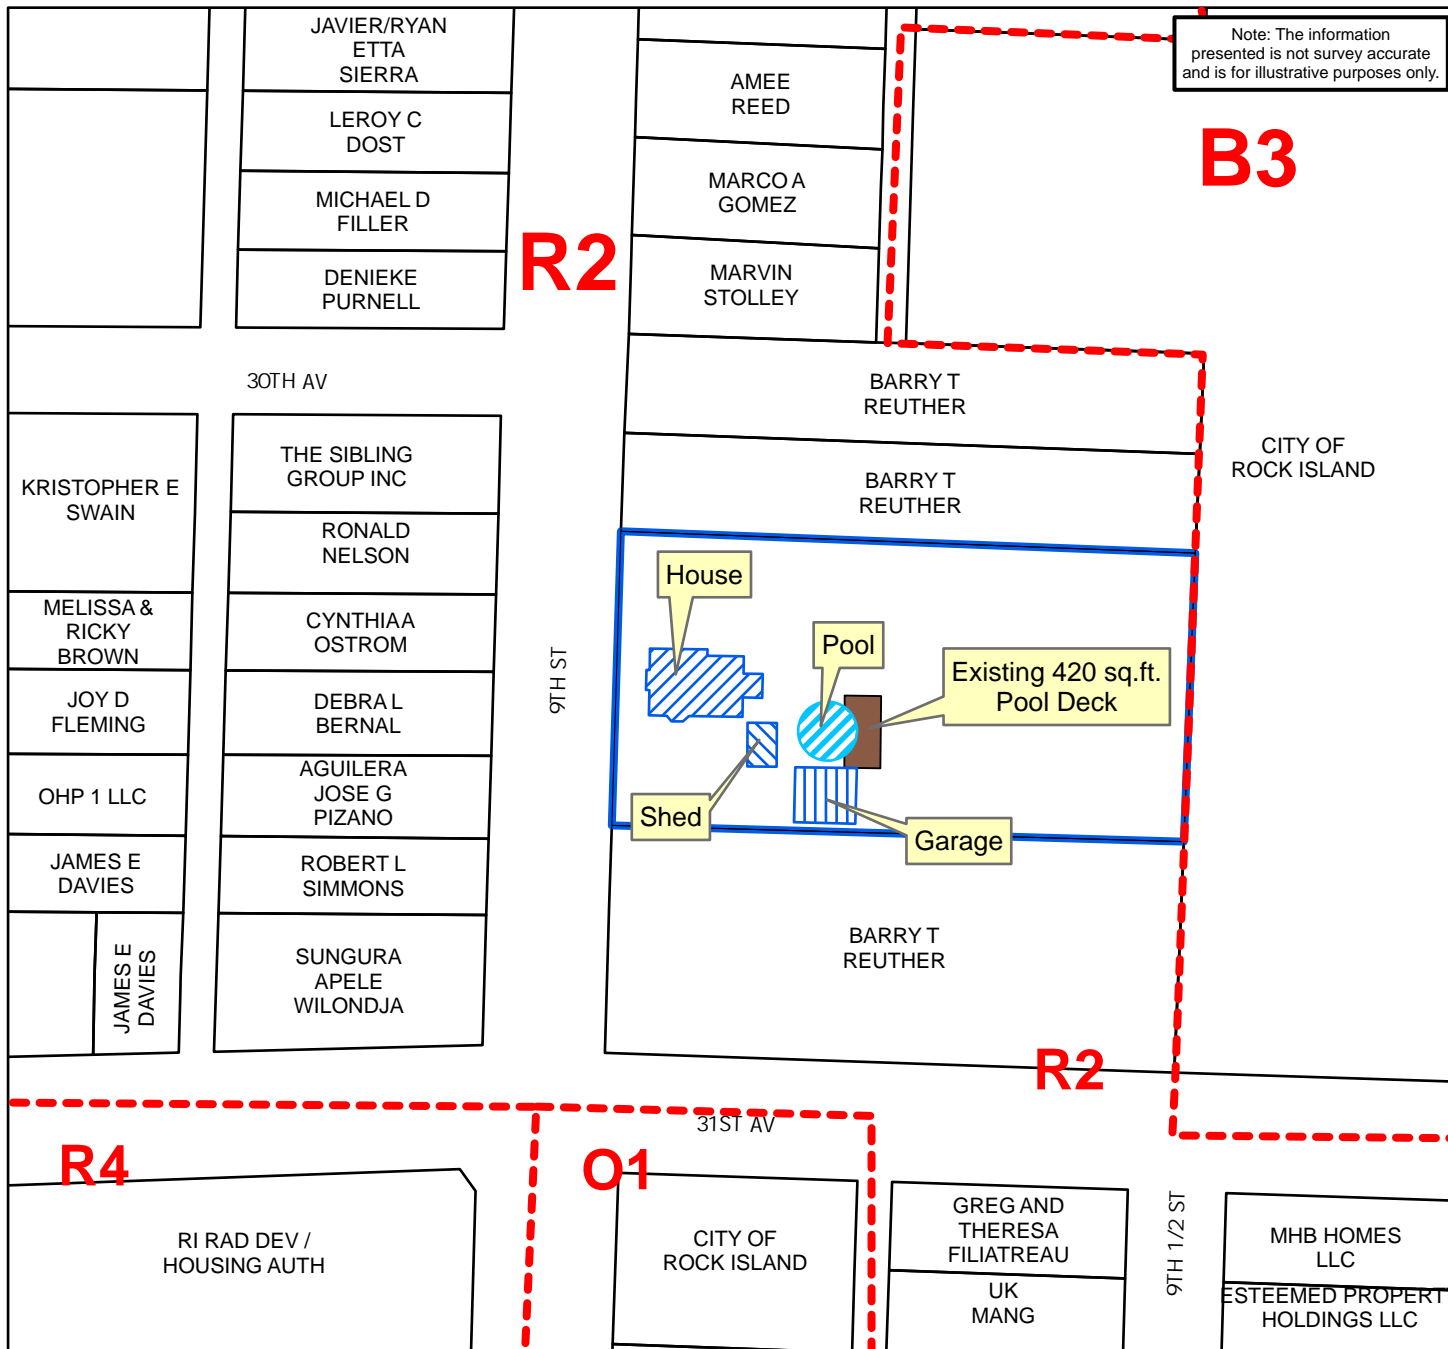 JAVIER/RYAN
ETTA
SIERRA
LEROY C
DOST
MICHAEL D
FILLER
DENIEKE
PURNELL
R2
AMEE
REED
MARCO A
GOMEZ
MARVIN
STOLLEY
Note: The information
presented is not survey accurate
and is for illustrative purposes only.
B3
30TH AV
BARRY T
REUTHER
CITY OF
ROCK ISLAND
BARRY T
REUTHER
KRISTOPHER E
SWAIN
THE SIBLING
GROUP INC
RONALD
NELSON
MELISSA &
RICKY
BROWN
CYNTHIA A
OSTROM
JOY D
FLEMING
DEBRA L
BERNAL
OHP 1 LLC
AGUILERA
JOSE G
PIZANO
JAMES E
DAVIES
ROBERT L
SIMMONS
JAMES E
DAVIES
SUNGURA
APELE
WILONDJA
9TH ST
House
Pool
Existing 420 sq.ft.
Pool Deck
Shed
Garage
BARRY T
REUTHER
R2
31ST AV
R4
O1
RI RAD DEV /
HOUSING AUTH
CITY OF
ROCK ISLAND
GREG AND
THERESA
FILIATREAU
UK
MANG
9TH 1/2 ST
MHB HOMES
LLC
ESTEEMED PROPERT
HOLDINGS LLC